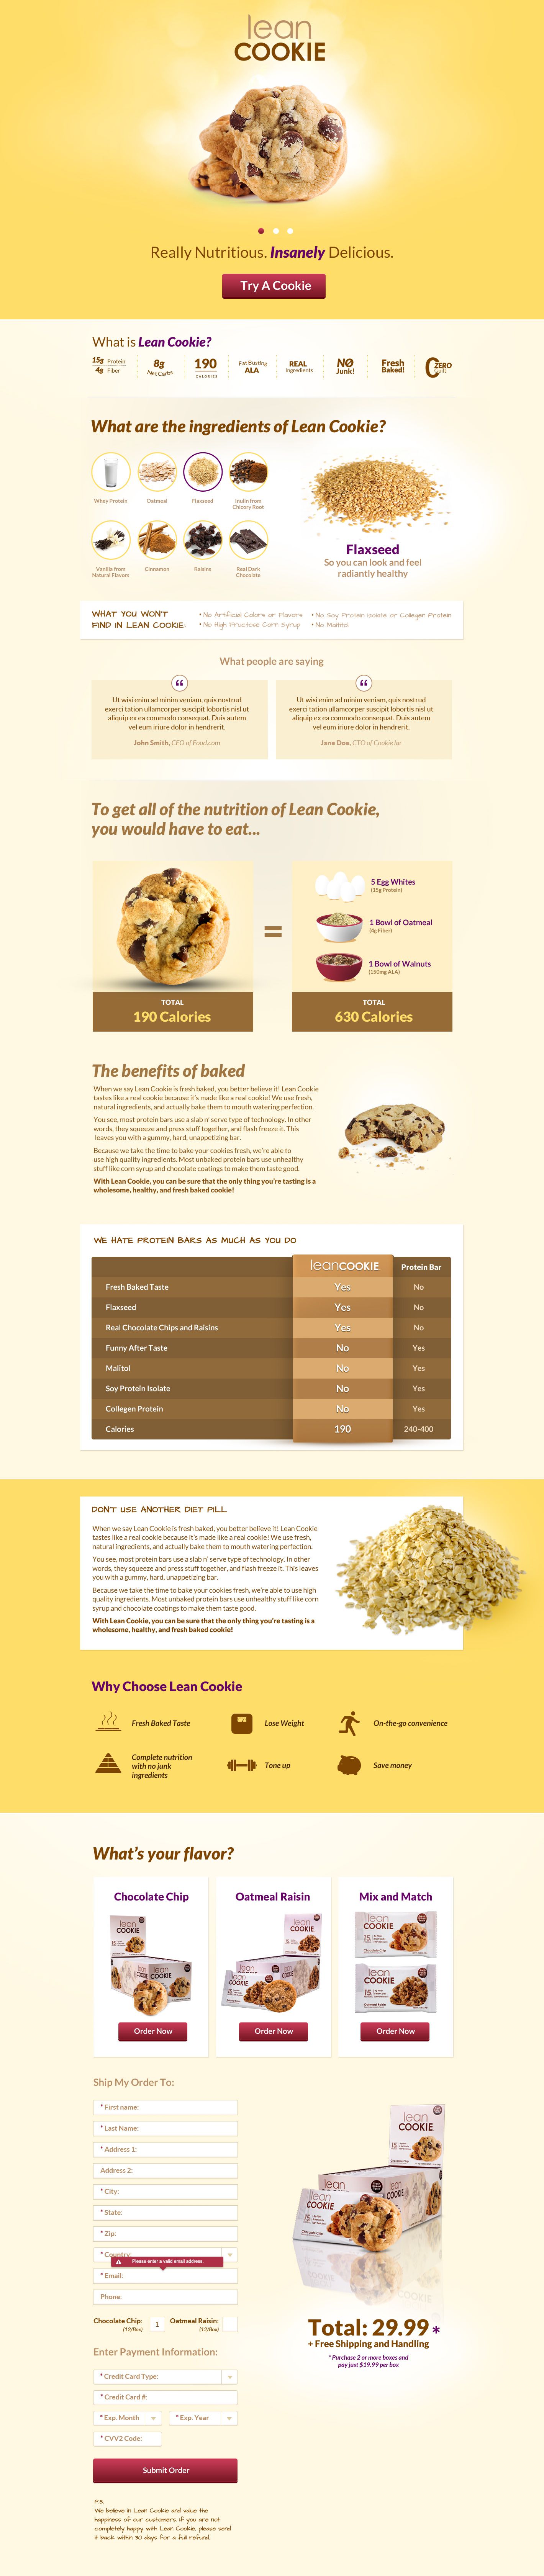 lean
COOKIE
Really Nutritious. Insanely Delicious.
Try A Cookie
What is Lean Cookie?
15g Protein
4g Fiber
8g
Net Carbs
190
CALORIES
Fat Busting
ALA
REAL
Ingredients
NO
Junk!
Fresh
Baked!
0 ZERO
Guilt
What are the ingredients of Lean Cookie?
Whey Protein
Oatmeal
Flaxseed
Inulin from
Chicory Root
Vanilla from
Natural Flavors
Cinnamon
Raisins
Real Dark
Chocolate
Flaxseed
So you can look and feel
radiantly healthy
WHAT YOU WON'T
FIND IN LEAN COOKIE:
• No Artificial Colors or Flavors
• No High Fructose Corn Syrup
• No Soy Protein Isolate or Collegen Protein
• No Maltitol
What people are saying
Ut wisi enim ad minim veniam, quis nostrud
exerci tation ullamcorper suscipit lobortis nisl ut
aliquip ex ea commodo consequat. Duis autem
vel eum iriure dolor in hendrerit.
John Smith, CEO of Food.com
Ut wisi enim ad minim veniam, quis nostrud
exerci tation ullamcorper suscipit lobortis nisl ut
aliquip ex ea commodo consequat. Duis autem
vel eum iriure dolor in hendrerit.
Jane Doe, CTO of CookieJar
To get all of the nutrition of Lean Cookie,
you would have to eat...
TOTAL
190 Calories
=
5 Egg Whites
(15g Protein)
1 Bowl of Oatmeal
(4g Fiber)
1 Bowl of Walnuts
(150mg ALA)
TOTAL
630 Calories
The benefits of baked
When we say Lean Cookie is fresh baked, you better believe it! Lean Cookie
tastes like a real cookie because it's made like a real cookie! We use fresh,
natural ingredients, and actually bake them to mouth watering perfection.
You see, most protein bars use a slab n' serve type of technology. In other
words, they squeeze and press stuff together, and flash freeze it. This
leaves you with a gummy, hard, unappetizing bar.
Because we take the time to bake your cookies fresh, we're able to
use high quality ingredients. Most unbaked protein bars use unhealthy
stuff like corn syrup and chocolate coatings to make them taste good.
With Lean Cookie, you can be sure that the only thing you're tasting is a
wholesome, healthy, and fresh baked cookie!
WE HATE PROTEIN BARS AS MUCH AS YOU DO
leanCOOKIE Protein Bar
Fresh Baked Taste Yes No
Flaxseed Yes No
Real Chocolate Chips and Raisins Yes No
Funny After Taste No Yes
Malitol No Yes
Soy Protein Isolate No Yes
Collegen Protein No Yes
Calories 190 240-400
DON'T USE ANOTHER DIET PILL
When we say Lean Cookie is fresh baked, you better believe it! Lean Cookie
tastes like a real cookie because it's made like a real cookie! We use fresh,
natural ingredients, and actually bake them to mouth watering perfection.
You see, most protein bars use a slab n' serve type of technology. In other
words, they squeeze and press stuff together, and flash freeze it. This leaves
you with a gummy, hard, unappetizing bar.
Because we take the time to bake your cookies fresh, we're able to use high
quality ingredients. Most unbaked protein bars use unhealthy stuff like corn
syrup and chocolate coatings to make them taste good.
With Lean Cookie, you can be sure that the only thing you're tasting is a
wholesome, healthy, and fresh baked cookie!
Why Choose Lean Cookie
Fresh Baked Taste
Lose Weight
On-the-go convenience
Complete nutrition
with no junk
ingredients
Tone up
Save money
What's your flavor?
Chocolate Chip
lean
COOKIE
Order Now
Oatmeal Raisin
lean
COOKIE
Order Now
Mix and Match
lean
COOKIE
Chocolate Chip
lean
COOKIE
Oatmeal Raisin
Order Now
Ship My Order To:
* First name:
* Last Name:
* Address 1:
Address 2:
* City:
* State:
* Zip:
* Country:
Please enter a valid email address
* Email:
Phone:
Chocolate Chip:
(12/Box)
1
Oatmeal Raisin:
(12/Box)
Enter Payment Information:
* Credit Card Type:
* Credit Card #:
* Exp. Month
* Exp. Year
* CVV2 Code:
Submit Order
P.S.
We believe in Lean Cookie and value the
happiness of our customers. If you are not
completely happy with Lean Cookie, please send
it back within 30 days for a full refund.
lean
COOKIE
lean
COOKIE
Total: 29.99*
+ Free Shipping and Handling
* Purchase 2 or more boxes and
pay just $19.99 per box